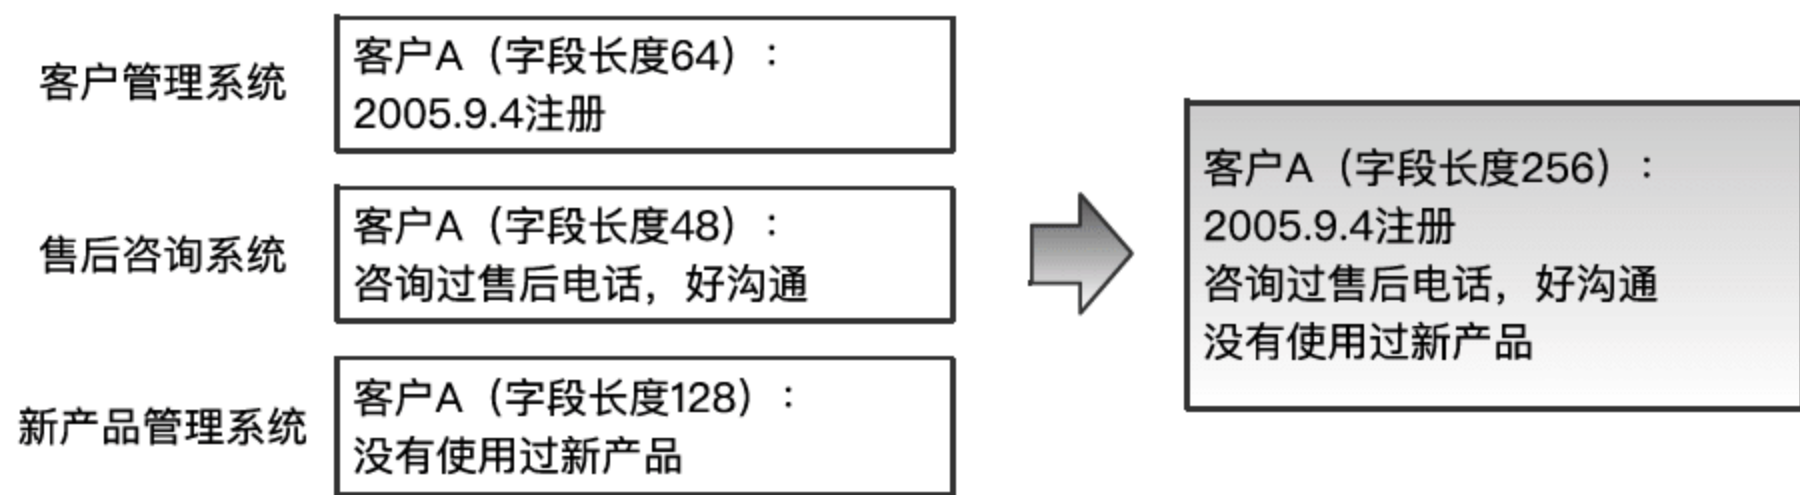 客户管理系统
客户A（字段长度64）：
2005.9.4注册
售后咨询系统
客户A（字段长度48）：
咨询过售后电话，好沟通
新产品管理系统
客户A（字段长度128）：
没有使用过新产品
客户A（字段长度256）：
2005.9.4注册
咨询过售后电话，好沟通
没有使用过新产品